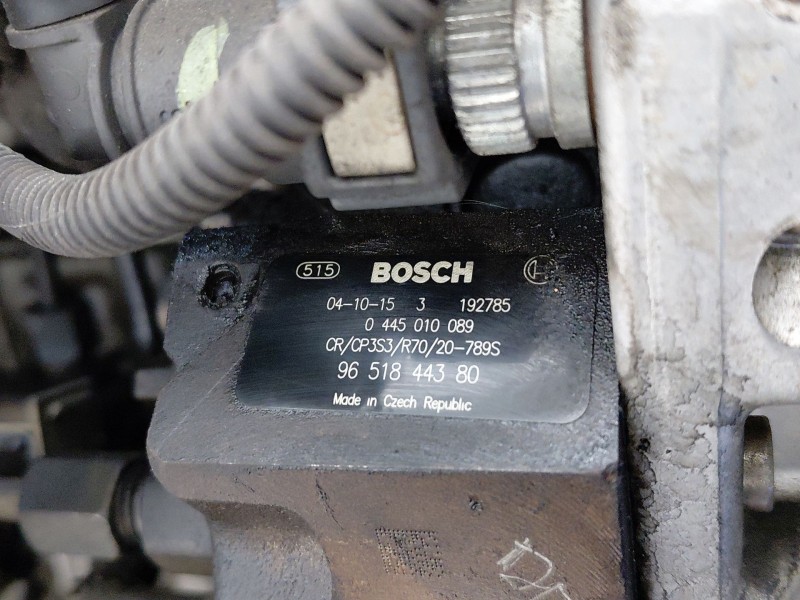 515 BOSCH
04-10-15 3 192785
0 445 010 089
CR/CP3S3/R70/20-789S
96 518 443 80
Made in Czech Republic